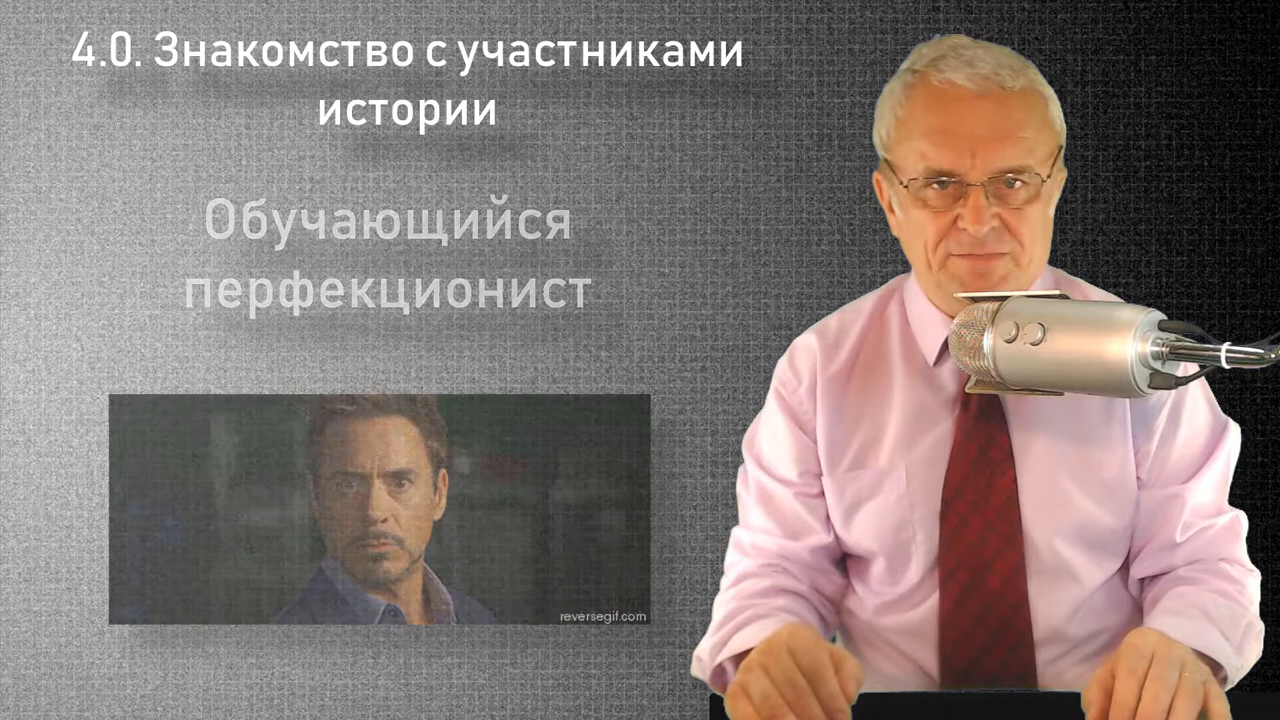 4.0. Знакомство с участниками
истории
Обучающийся
перфекционист
reversegif.com